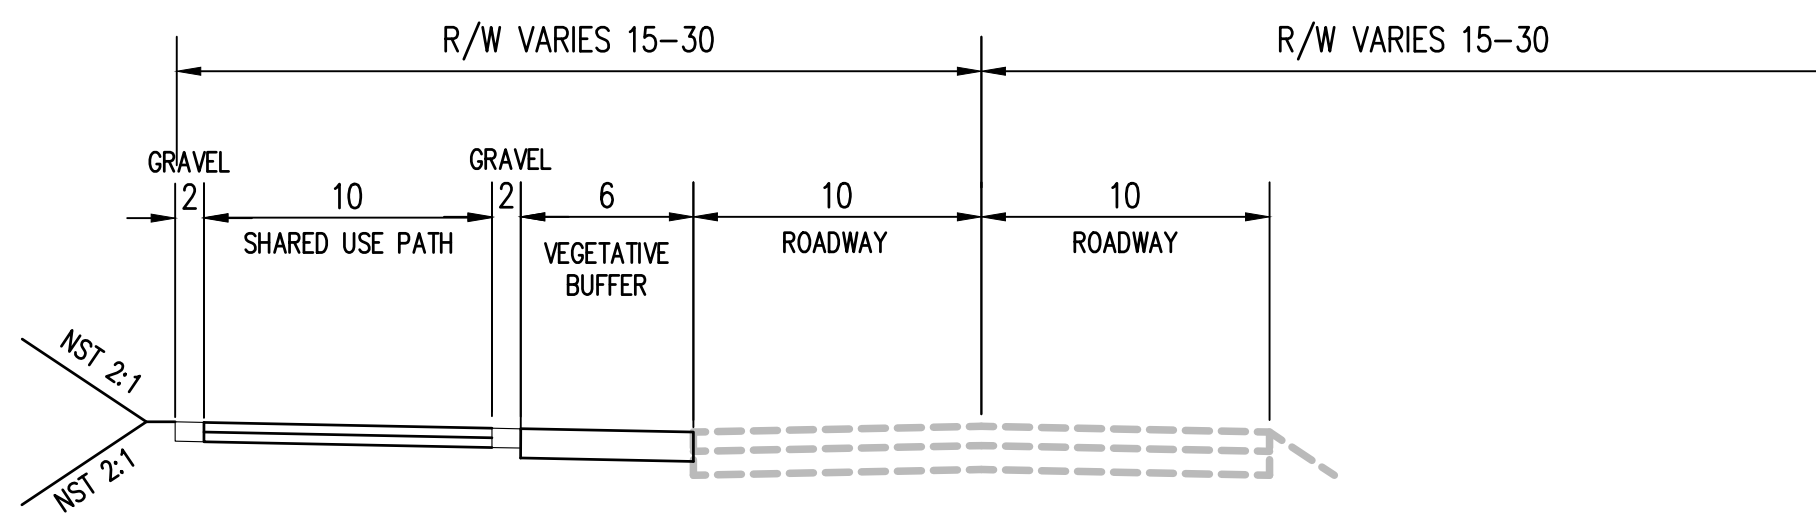 R/W VARIES 15-30
R/W VARIES 15-30
GRAVEL
GRAVEL
2
10
2
6
10
10
SHARED USE PATH
VEGETATIVE
BUFFER
ROADWAY
ROADWAY
NST 2:1
NST 2:1